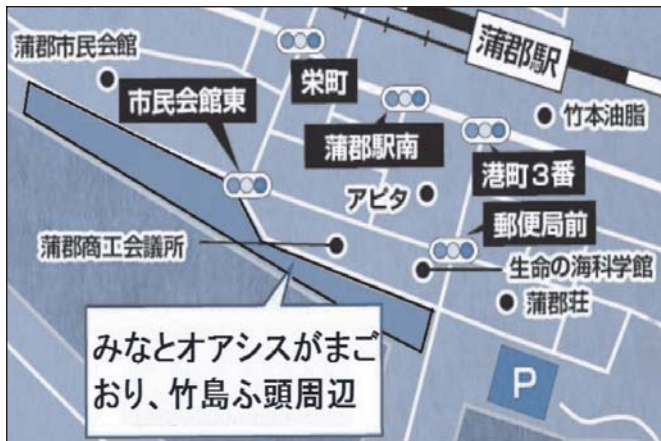 蒲郡市民会館
栄町
蒲郡駅
市民会館東
蒲郡駅南
竹本油脂
港町3番
アピタ
郵便局前
蒲郡商工会議所
生命の海科学館
蒲郡荘
みなとオアシスがまご
おり、竹島ふ頭周辺
P